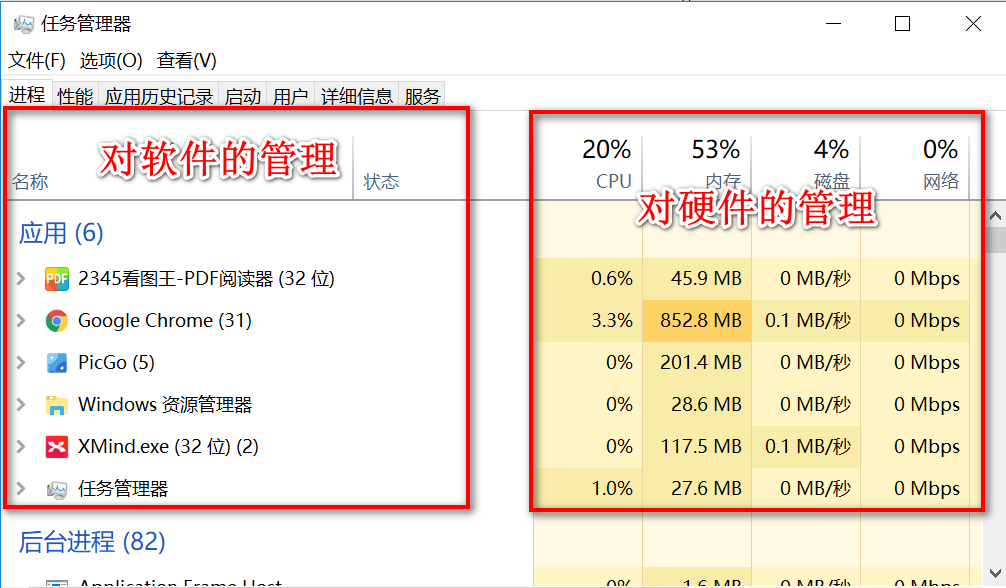 任务管理器
文件(F) 选项(O) 查看(V)
进程 性能 应用历史记录 启动 用户 详细信息 服务
对软件的管理
20% 53% 4% 0%
名称 状态 CPU 内存 磁盘 网络
对硬件的管理
应用 (6)
PDF 2345看图王-PDF阅读器 (32 位) 0.6% 45.9 MB 0 MB/秒 0 Mbps
Google Chrome (31) 3.3% 852.8 MB 0.1 MB/秒 0 Mbps
PicGo (5) 0% 201.4 MB 0 MB/秒 0 Mbps
Windows 资源管理器 0% 28.6 MB 0 MB/秒 0 Mbps
XMind.exe (32 位) (2) 0% 117.5 MB 0.1 MB/秒 0 Mbps
任务管理器 1.0% 27.6 MB 0 MB/秒 0 Mbps
后台进程 (82)
Application Frame Host 0% 1.6 MB 0 MB/秒 0 Mbps